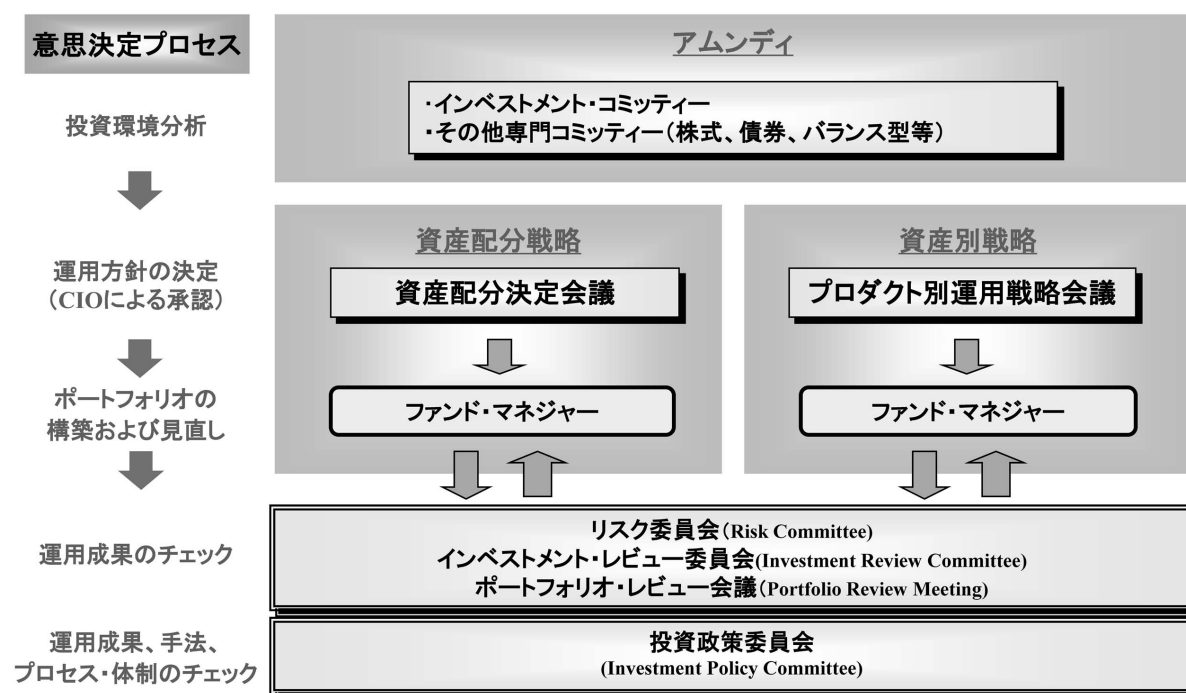 意思決定プロセス
アムンディ
投資環境分析
・インベストメント・コミッティー
・その他専門コミッティー（株式、債券、バランス型等）
資産配分戦略
資産別戦略
運用方針の決定
（CIOによる承認）
資産配分決定会議
プロダクト別運用戦略会議
ポートフォリオの
構築および見直し
ファンド・マネジャー
ファンド・マネジャー
運用成果のチェック
リスク委員会（Risk Committee)
インベストメント・レビュー委員会(Investment Review Committee)
ポートフォリオ・レビュー会議（Portfolio Review Meeting)
運用成果、手法、
プロセス・体制のチェック
投資政策委員会
(Investment Policy Committee)